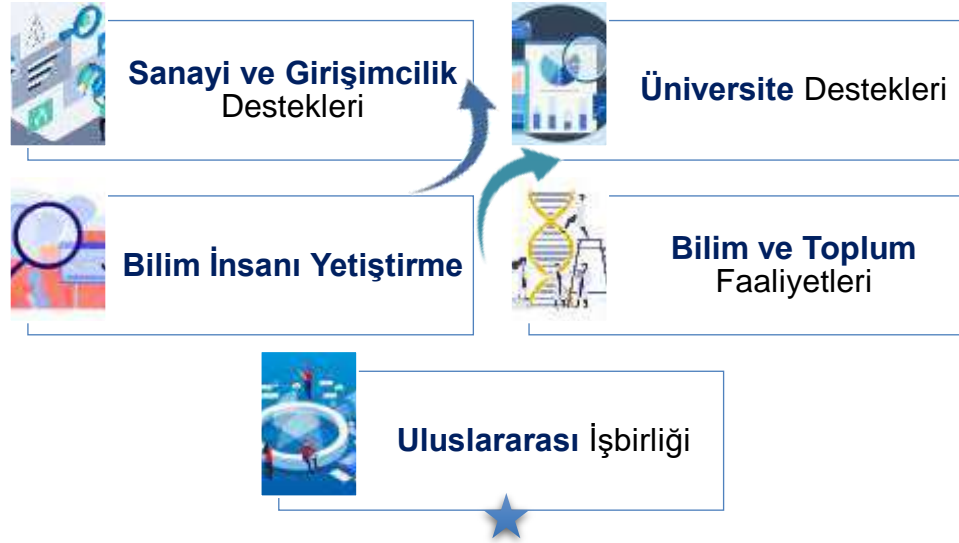 Sanayi ve Girişimcilik
Destekleri
Üniversite Destekleri
Bilim İnsanı Yetiştirme
Bilim ve Toplum
Faaliyetleri
Uluslararası İşbirliği